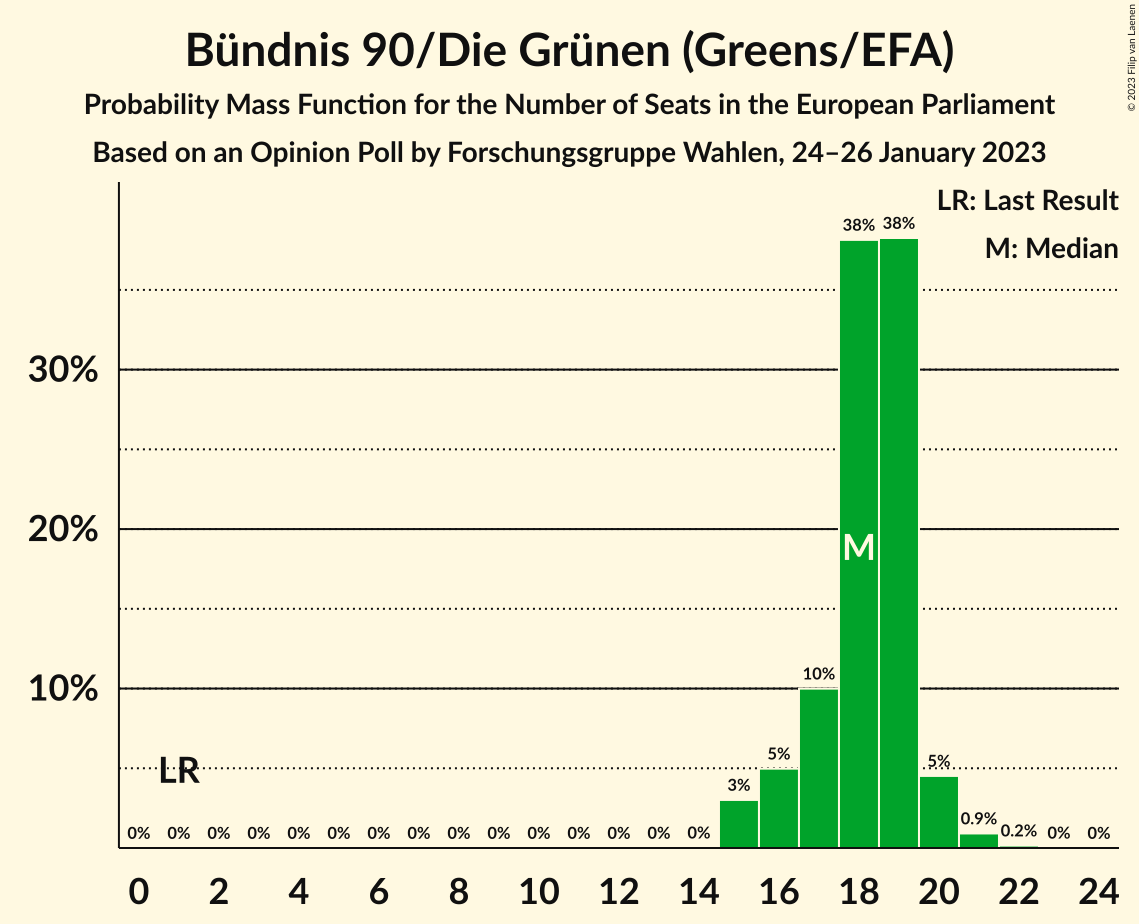 Bündnis 90/Die Grünen (Greens/EFA)
Probability Mass Function for the Number of Seats in the European Parliament
Based on an Opinion Poll by Forschungsgruppe Wahlen, 24–26 January 2023
© 2023 Filip van Laenen
LR: Last Result
M: Median
38% 38%
30%
20%
M
10%
10%
5% 5%
LR
3%
0% 0% 0% 0% 0% 0% 0% 0% 0% 0% 0% 0% 0% 0% 0% 0.9% 0.2% 0% 0%
0 2 4 6 8 10 12 14 16 18 20 22 24